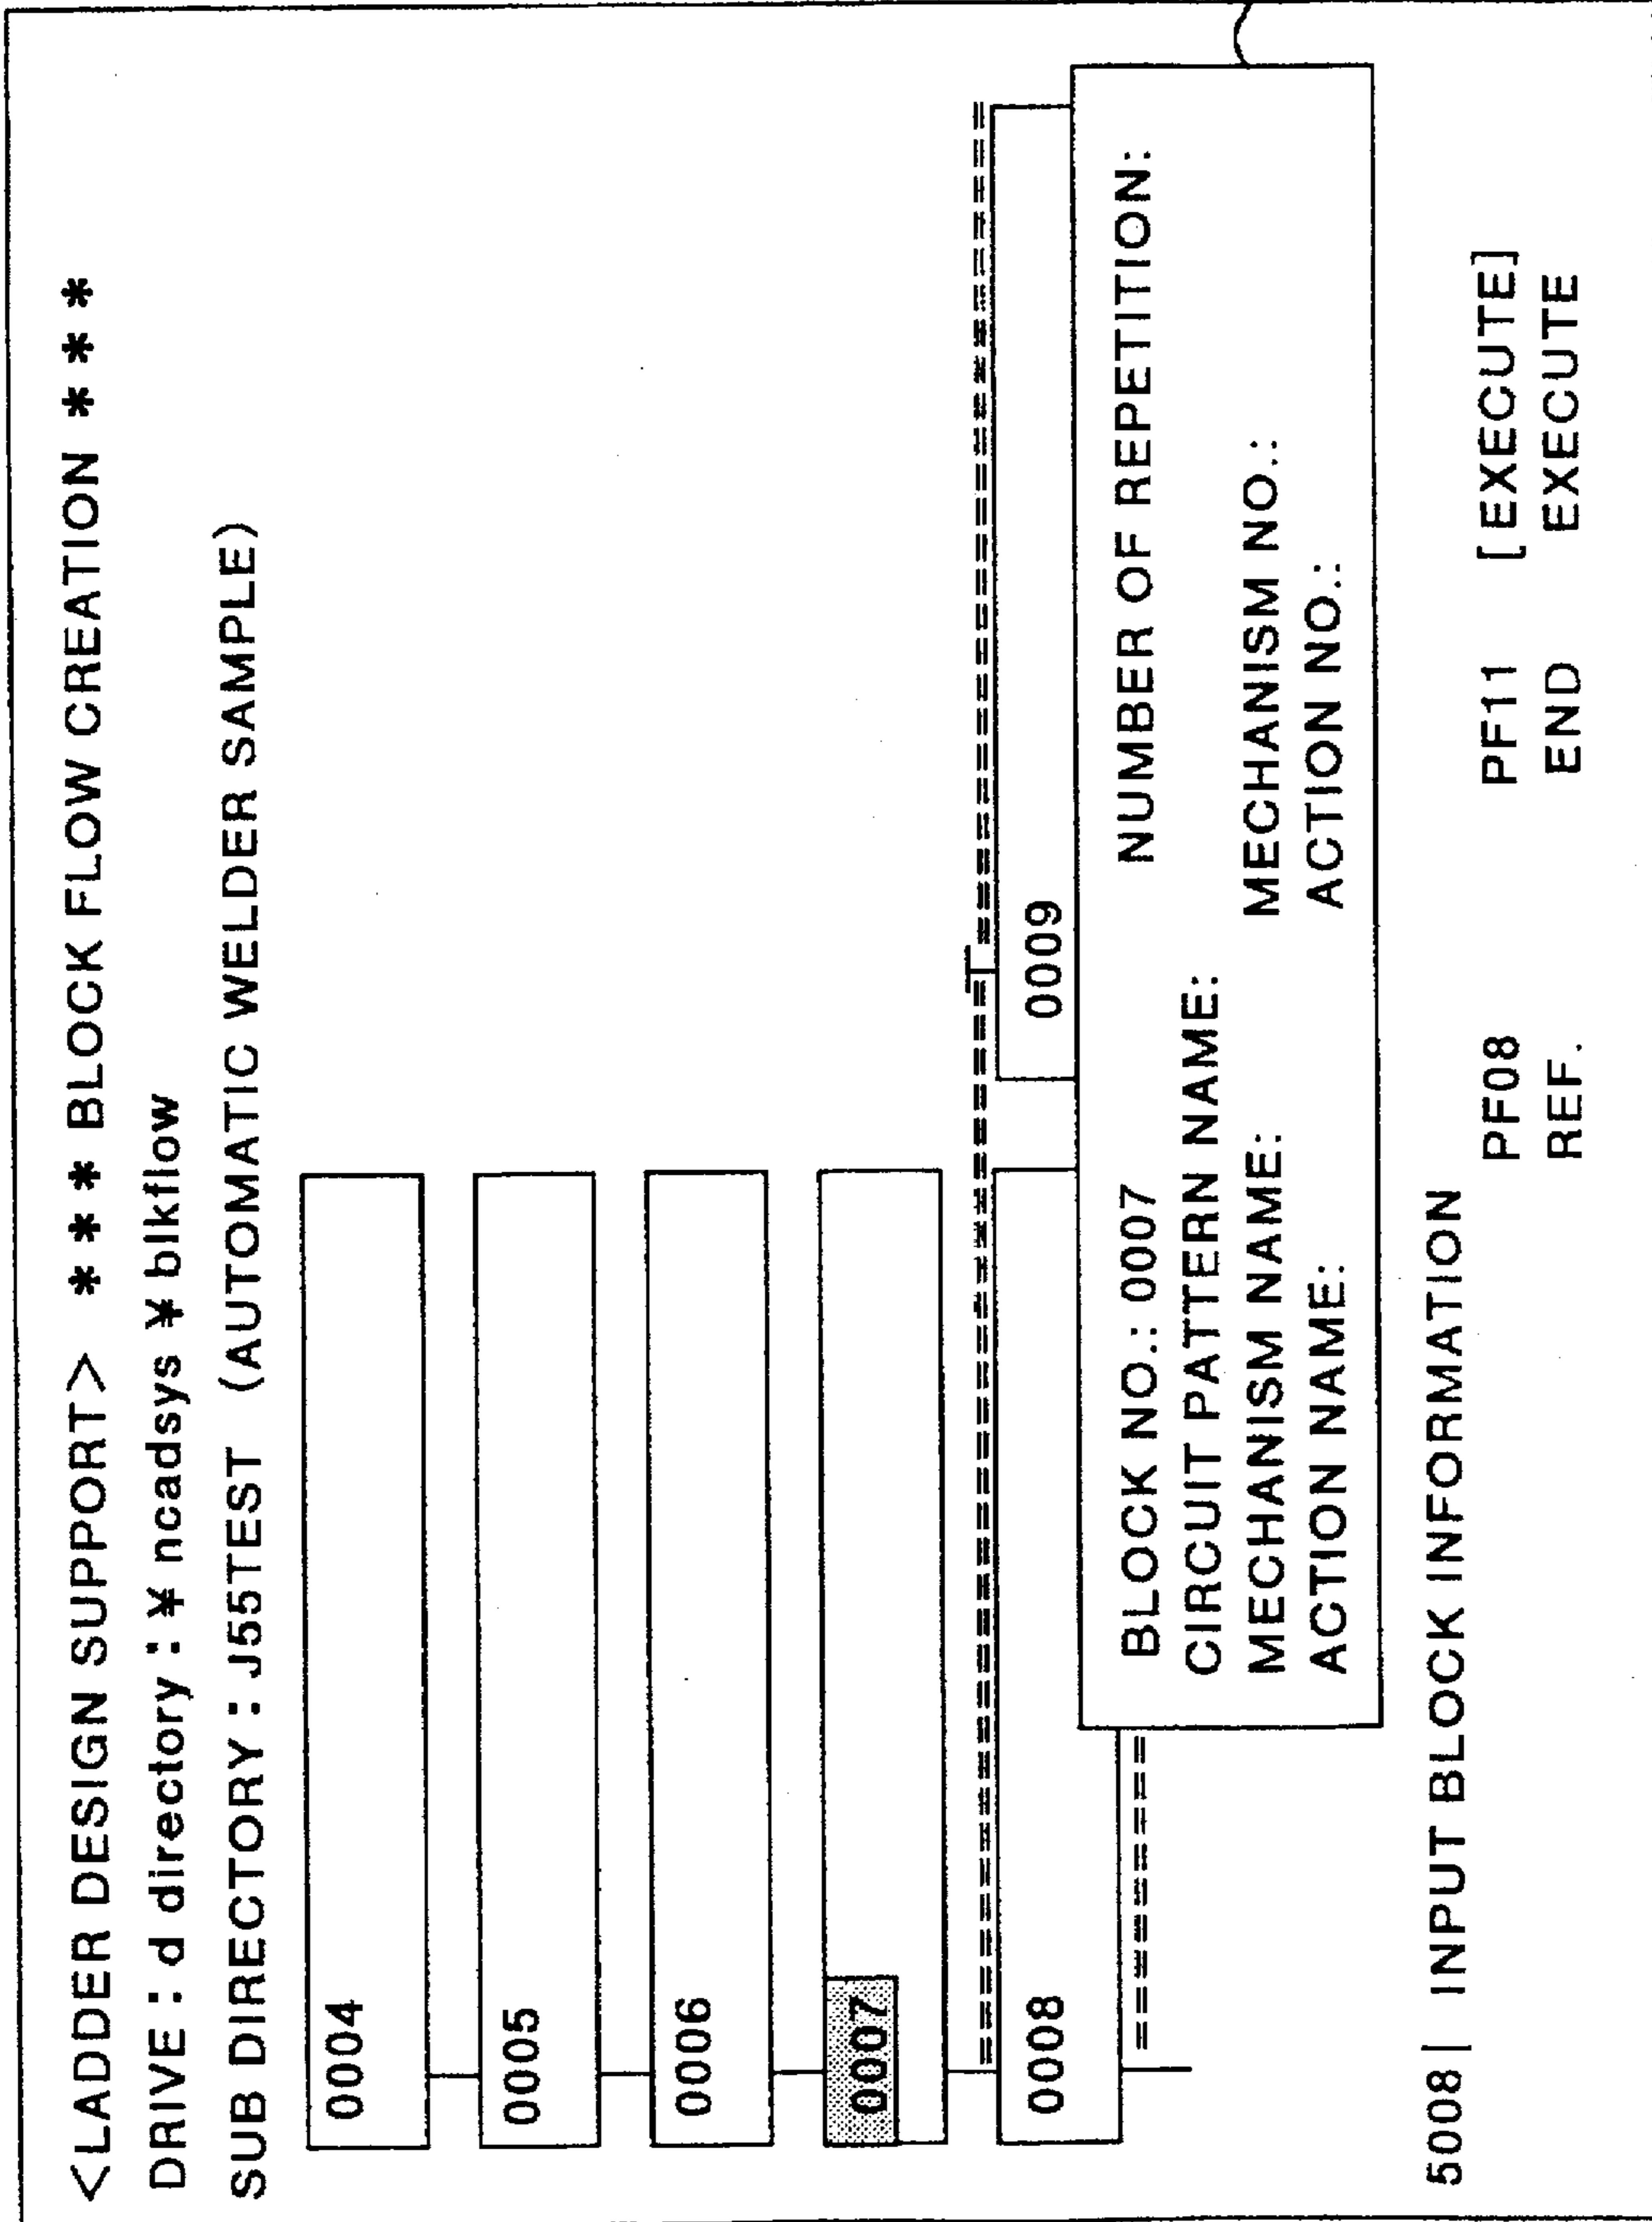 <LADDER DESIGN SUPPORT> *** BLOCK FLOW CREATION ***
DRIVE : d directory : ¥ ncadsys ¥ blkflow
SUB DIRECTORY : J55TEST (AUTOMATIC WELDER SAMPLE)
0004
0005
0006
0007
0008
0009
BLOCK NO.: 0007 NUMBER OF REPETITION:
CIRCUIT PATTERN NAME:
MECHANISM NAME: MECHANISM NO.:
ACTION NAME: ACTION NO.:
5008| INPUT BLOCK INFORMATION
PF08 PF11 [EXECUTE]
REF. END EXECUTE